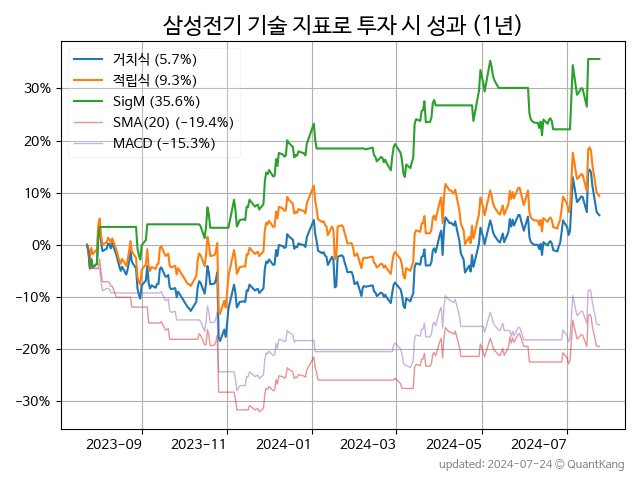 삼성전기 기술 지표로 투자 시 성과 (1년)
거치식 (5.7%)
적립식 (9.3%)
SigM (35.6%)
SMA(20) (−19.4%)
MACD (−15.3%)
30%
20%
10%
0%
−10%
−20%
−30%
2023-09 2023-11 2024-01 2024-03 2024-05 2024-07
updated: 2024-07-24 © QuantKang